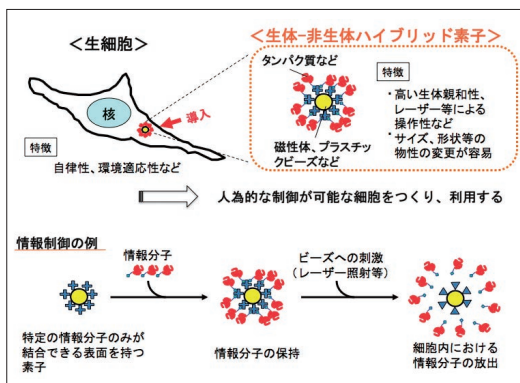 <生細胞>
<生体-非生体ハイブリッド素子>
タンパク質など
特徴
・高い生体親和性、
レーザー等による
操作性など
・サイズ、形状等の
物性の変更が容易
核
導入
磁性体、プラスチック
ビーズなど
特徴
自律性、環境適応性など
人為的な制御が可能な細胞をつくり、利用する
情報制御の例
情報分子
ビーズへの刺激
(レーザー照射等)
特定の情報分子のみが
結合できる表面を持つ
素子
情報分子の保持
細胞内における
情報分子の放出